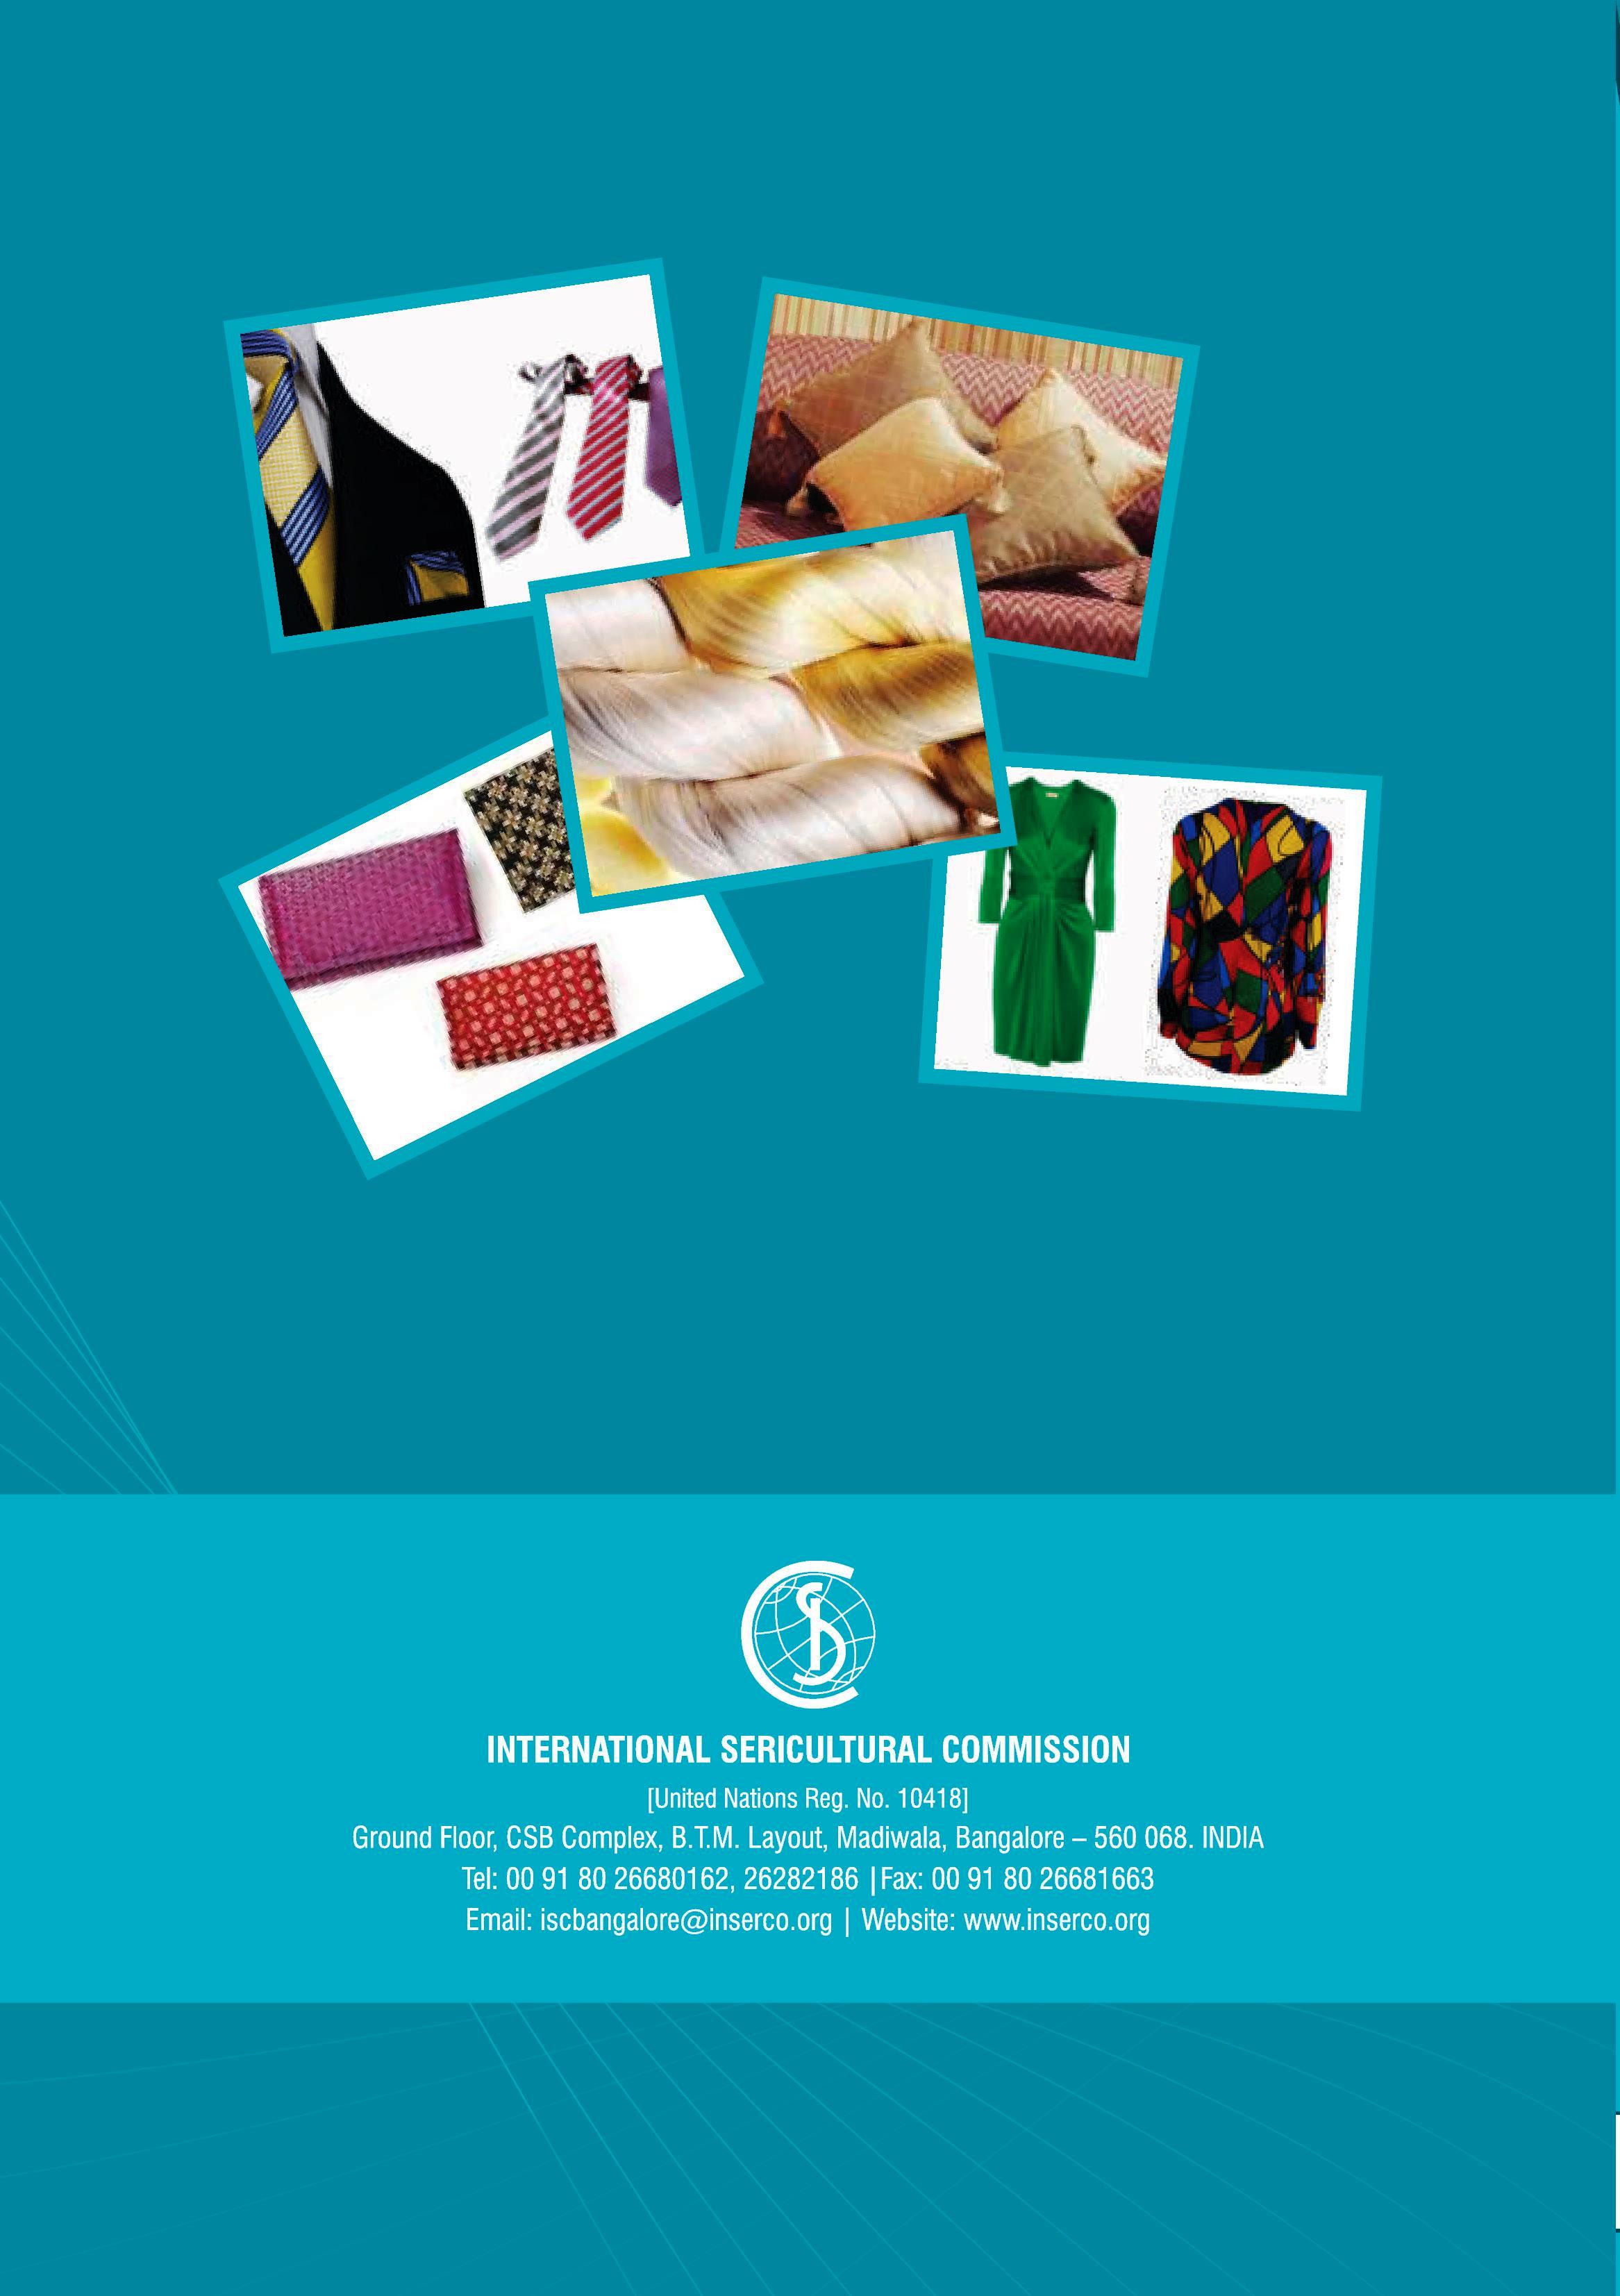 INTERNATIONAL SERICULTURAL COMMISSION
[United Nations Reg. No. 10418]
Ground Floor, CSB Complex, B.T.M. Layout, Madiwala, Bangalore – 560 068. INDIA
Tel: 00 91 80 26680162, 26282186 |Fax: 00 91 80 26681663
Email: iscbangalore@inserco.org | Website: www.inserco.org